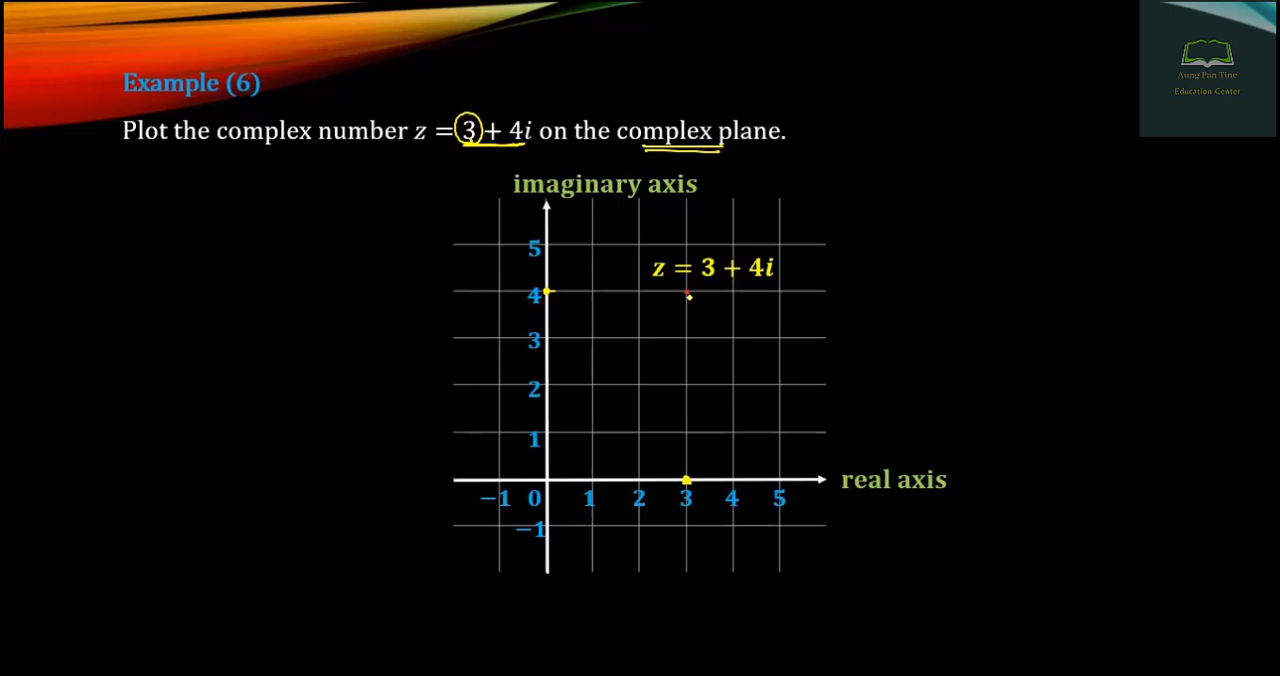 Aung Pan Tine
Education Center
Example (6)
Plot the complex number z = 3 + 4i on the complex plane.
imaginary axis
5
z = 3 + 4i
4
3
2
1
real axis
−1 0 1 2 3 4 5
−1